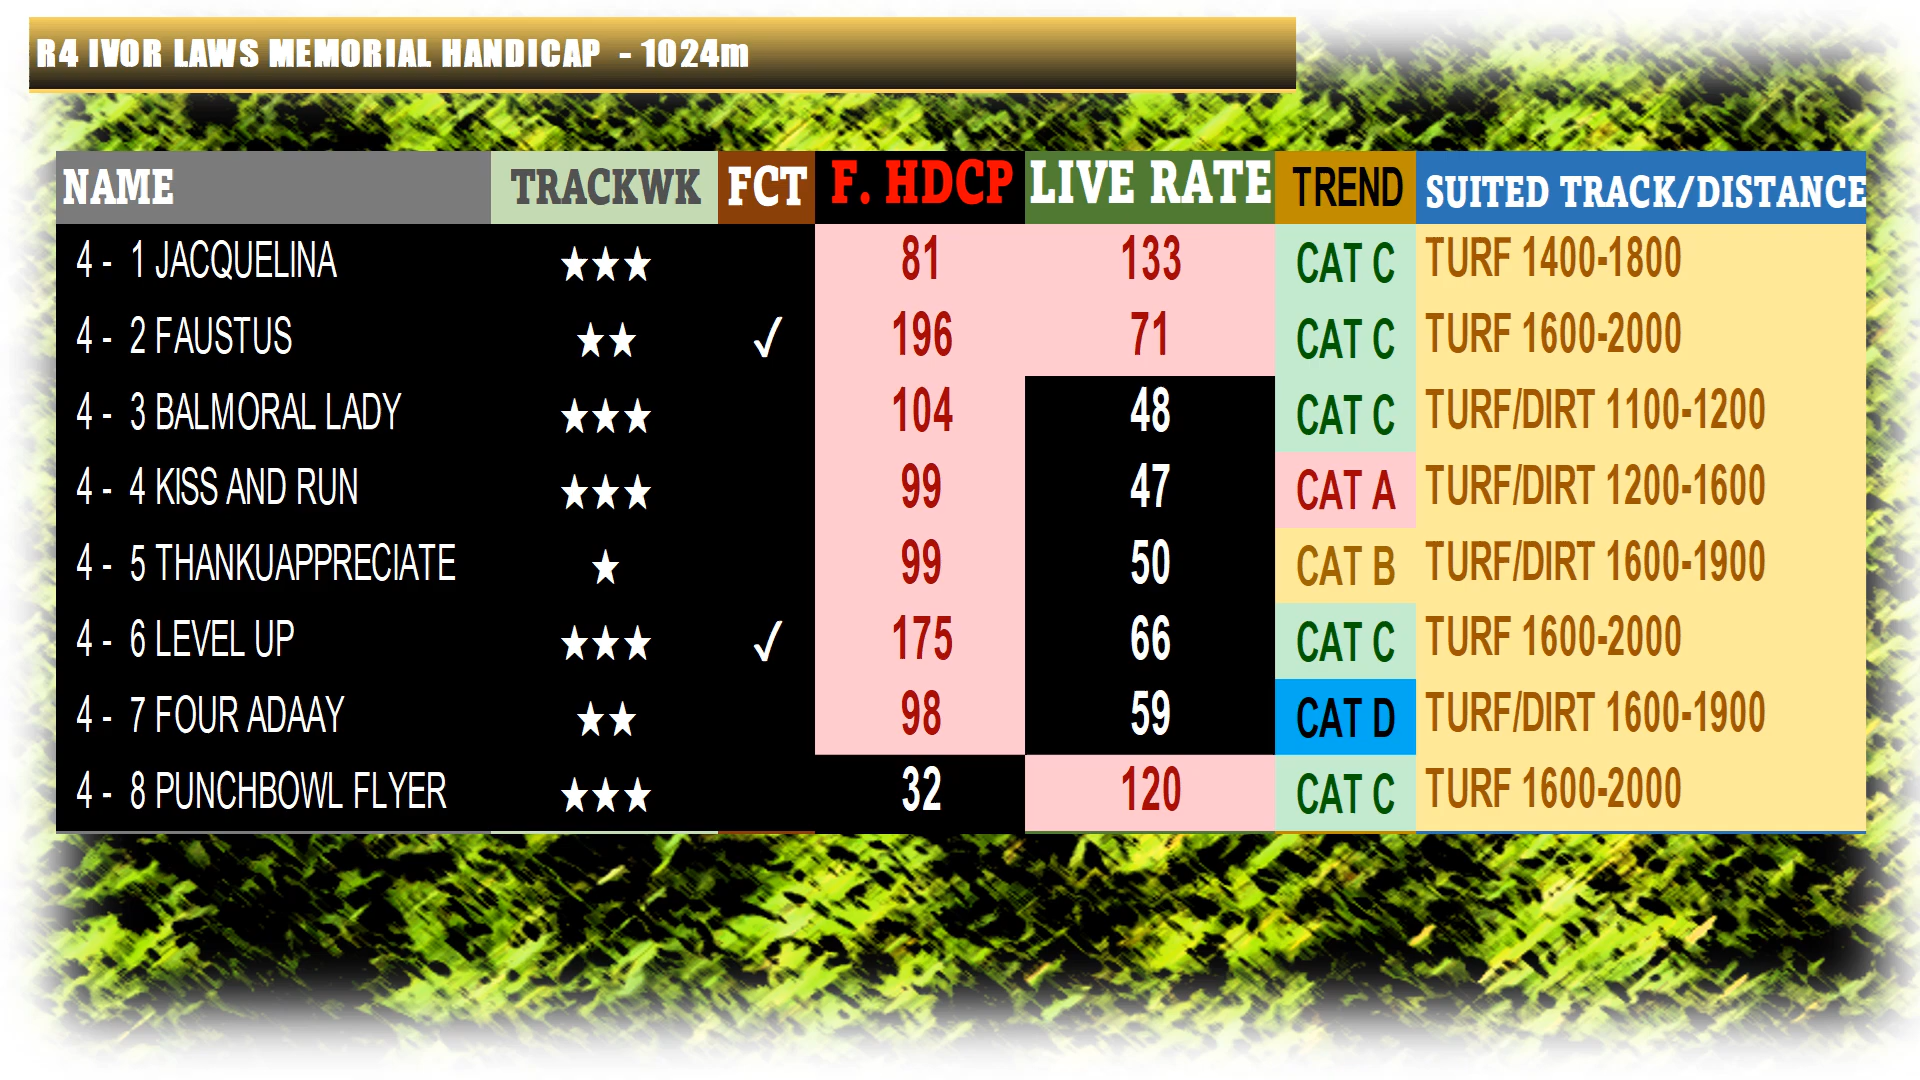 R4 IVOR LAWS MEMORIAL HANDICAP - 1024m
NAME TRACKWK FCT F. HDCP LIVE RATE TREND SUITED TRACK/DISTANCE
4 - 1 JACQUELINA ★★★ 81 133 CAT C TURF 1400-1800
4 - 2 FAUSTUS ★★ ✓ 196 71 CAT C TURF 1600-2000
4 - 3 BALMORAL LADY ★★★ 104 48 CAT C TURF/DIRT 1100-1200
4 - 4 KISS AND RUN ★★★ 99 47 CAT A TURF/DIRT 1200-1600
4 - 5 THANKUAPPRECIATE ★ 99 50 CAT B TURF/DIRT 1600-1900
4 - 6 LEVEL UP ★★★ ✓ 175 66 CAT C TURF 1600-2000
4 - 7 FOUR ADAAY ★★ 98 59 CAT D TURF/DIRT 1600-1900
4 - 8 PUNCHBOWL FLYER ★★★ 32 120 CAT C TURF 1600-2000